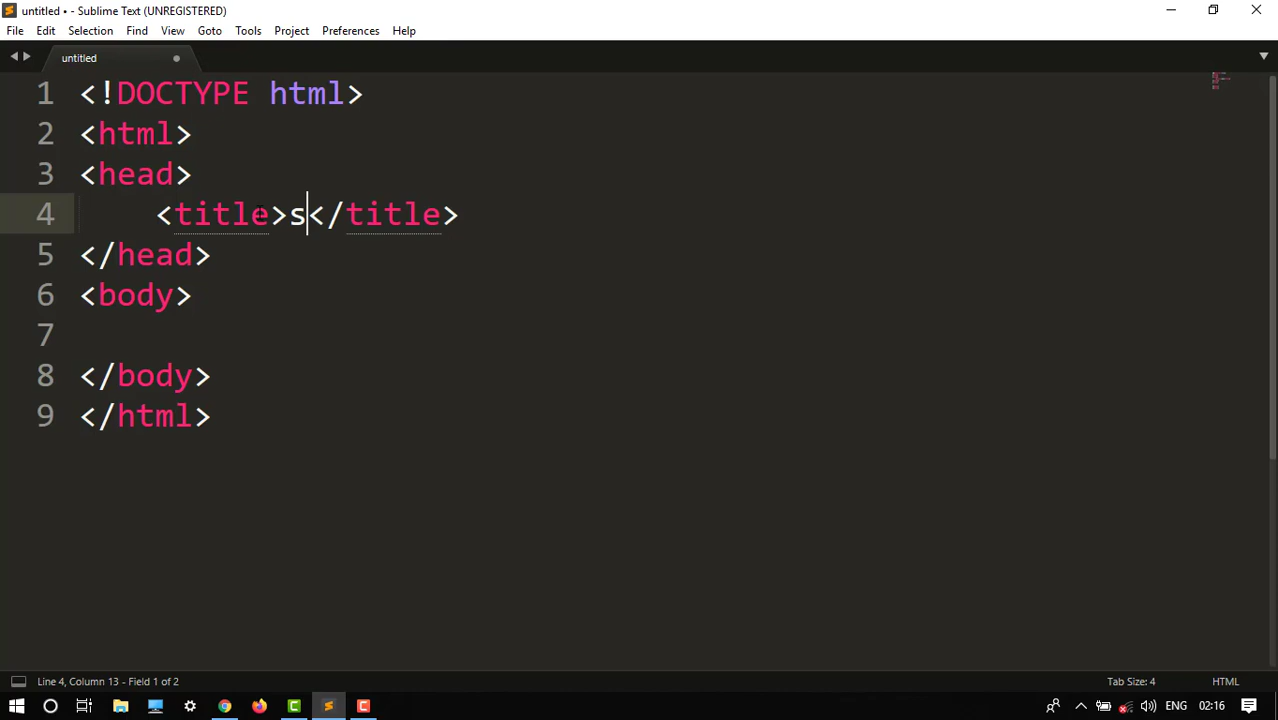 untitled • - Sublime Text (UNREGISTERED)
File Edit Selection Find View Goto Tools Project Preferences Help
untitled
1 <!DOCTYPE html>
2 <html>
3 <head>
4 <title>s</title>
5 </head>
6 <body>
7
8 </body>
9 </html>
Line 4, Column 13 - Field 1 of 2 Tab Size: 4 HTML
ENG 02:16